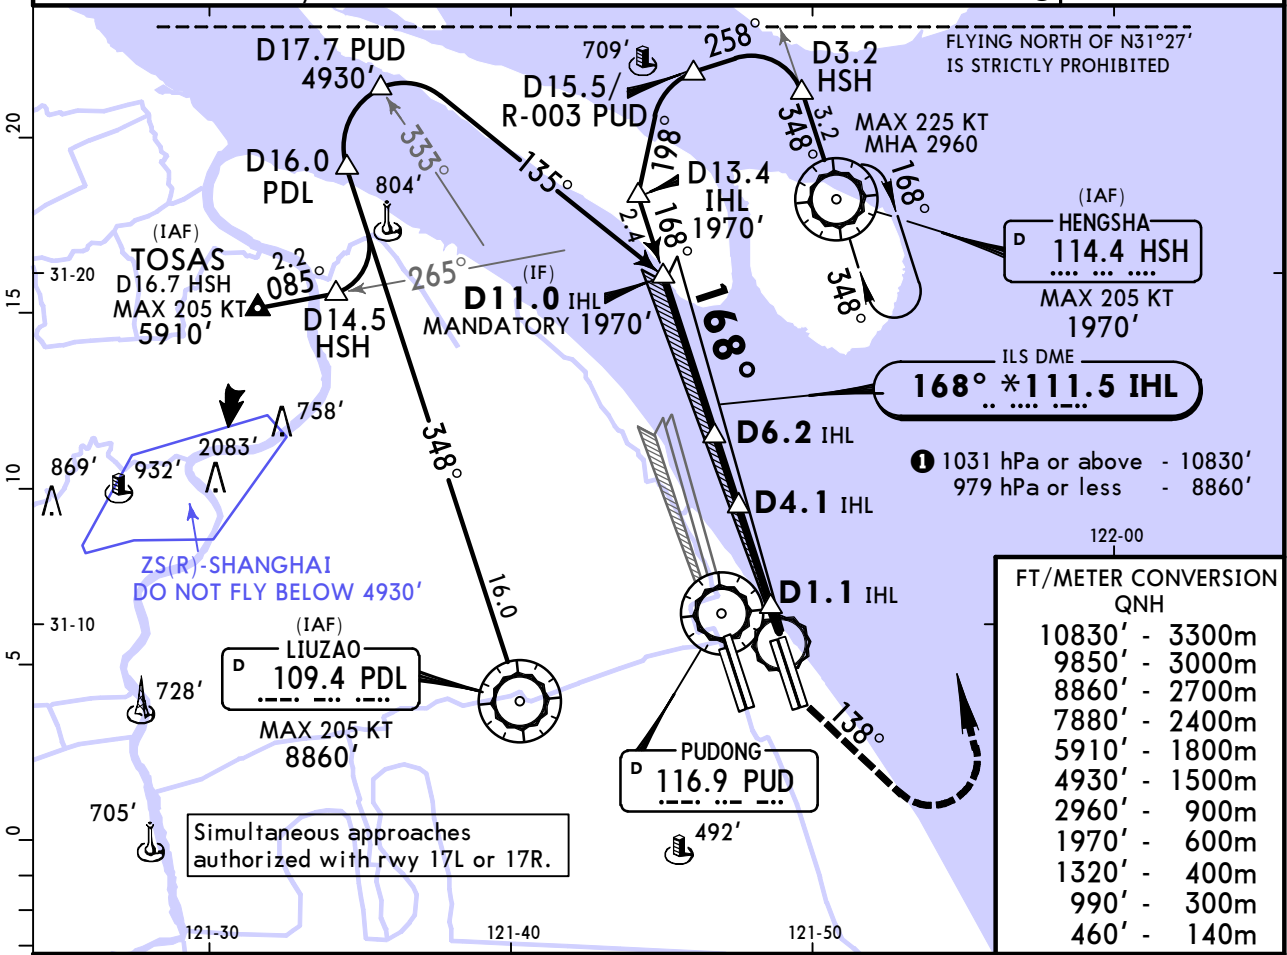 D17.7 PUD
4930'
709'
258°
D3.2
HSH
FLYING NORTH OF N31°27'
IS STRICTLY PROHIBITED
D15.5/
R-003 PUD
3.2
348°
MAX 225 KT
MHA 2960
20
333°
135°
198°
D16.0
PDL
804'
D13.4
IHL
1970'
168°
2.4
168°
(IAF)
HENGSHA
D 114.4 HSH
MAX 205 KT
1970'
348°
(IAF)
TOSAS
D16.7 HSH
MAX 205 KT
5910'
2.2
085°
265°
31-20
15
D14.5
HSH
(IF)
D11.0 IHL
MANDATORY 1970'
168°
ILS DME
168° *111.5 IHL
758'
2083'
D6.2 IHL
869'
932'
348°
1 1031 hPa or above - 10830'
979 hPa or less - 8860'
10
D4.1 IHL
122-00
ZS(R)-SHANGHAI
DO NOT FLY BELOW 4930'
16.0
D1.1 IHL
31-10
(IAF)
LIUZAO
D 109.4 PDL
MAX 205 KT
8860'
5
728'
138°
PUDONG
D 116.9 PUD
705'
492'
0
Simultaneous approaches
authorized with rwy 17L or 17R.
121-30
121-40
121-50
FT/METER CONVERSION
QNH
10830' - 3300m
9850' - 3000m
8860' - 2700m
7880' - 2400m
5910' - 1800m
4930' - 1500m
2960' - 900m
1970' - 600m
1320' - 400m
990' - 300m
460' - 140m